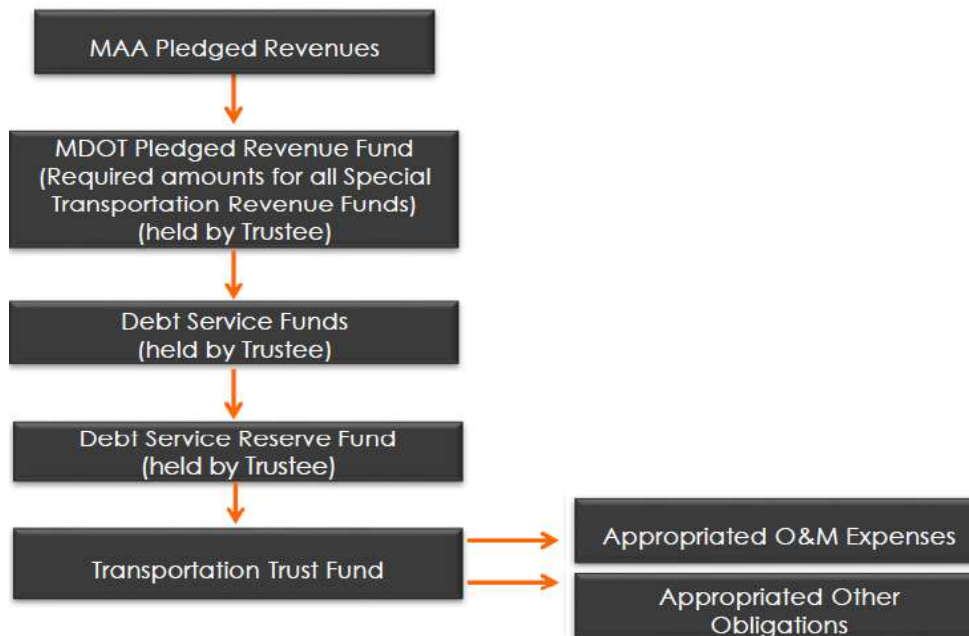 MAA Pledged Revenues
MDOT Pledged Revenue Fund
(Required amounts for all Special
Transportation Revenue Funds)
(held by Trustee)
Debt Service Funds
(held by Trustee)
Debt Service Reserve Fund
(held by Trustee)
Transportation Trust Fund
Appropriated O&M Expenses
Appropriated Other
Obligations